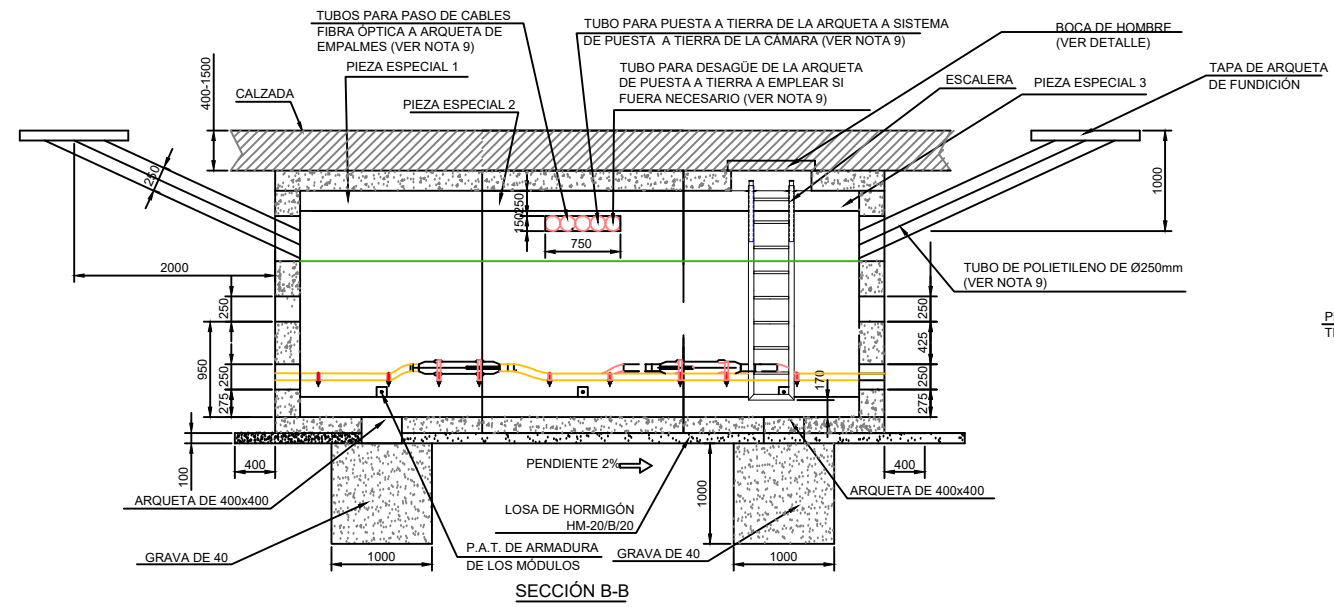 TUBOS PARA PASO DE CABLES
FIBRA ÓPTICA A ARQUETA DE
EMPALMES (VER NOTA 9)
TUBO PARA PUESTA A TIERRA DE LA ARQUETA A SISTEMA
DE PUESTA A TIERRA DE LA CÁMARA (VER NOTA 9)
BOCA DE HOMBRE
(VER DETALLE)
PIEZA ESPECIAL 1
TUBO PARA DESAGÜE DE LA ARQUETA
DE PUESTA A TIERRA A EMPLEAR SI
FUERA NECESARIO (VER NOTA 9)
ESCALERA
PIEZA ESPECIAL 3
TAPA DE ARQUETA
DE FUNDICIÓN
400-1500
CALZADA
PIEZA ESPECIAL 2
250
1000
250
150
750
2000
TUBO DE POLIETILENO DE Ø250mm
(VER NOTA 9)
250
250
950
425
250
250
170
275
275
100
400
PENDIENTE 2%
1000
400
ARQUETA DE 400x400
LOSA DE HORMIGÓN
HM-20/B/20
ARQUETA DE 400x400
GRAVA DE 40
1000
P.A.T. DE ARMADURA
DE LOS MÓDULOS
GRAVA DE 40
1000
SECCIÓN B-B